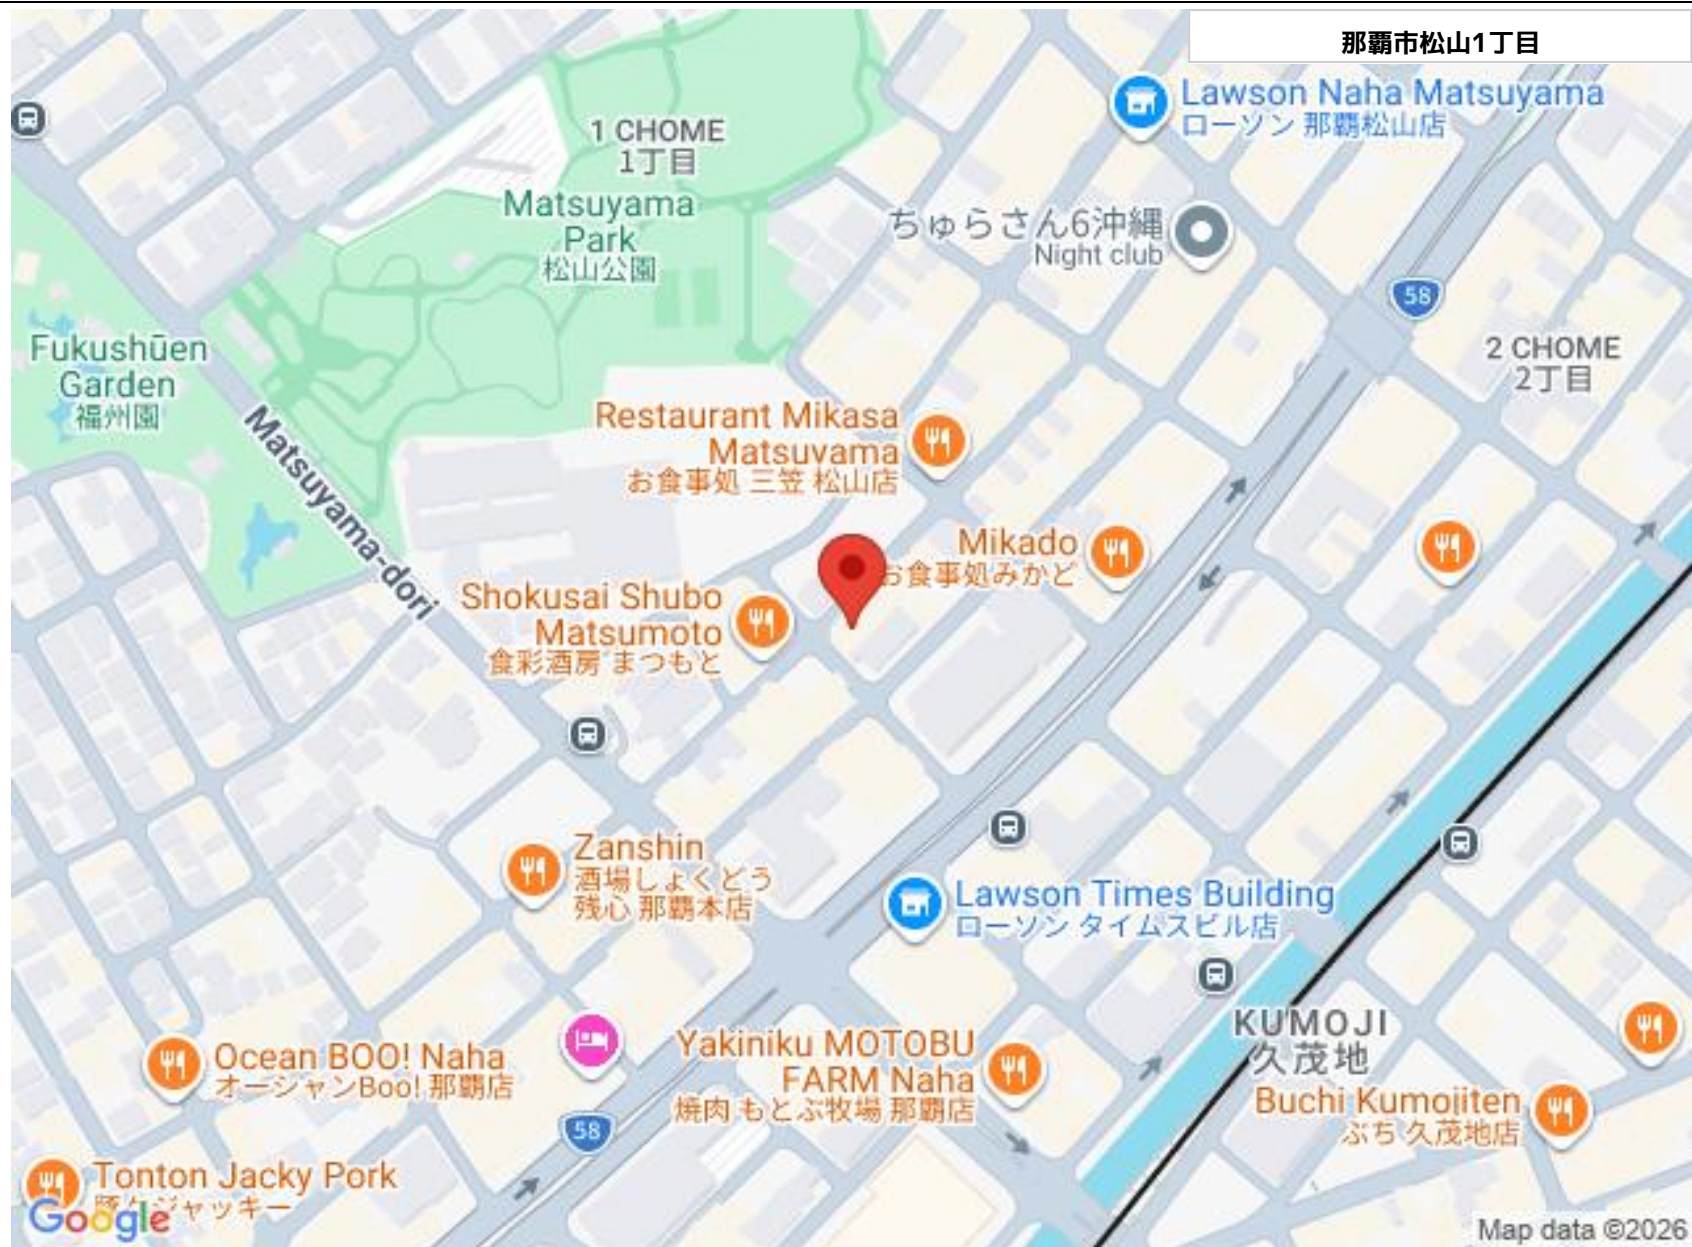 那覇市松山1丁目
Lawson Naha Matsuyama
ローソン 那覇松山店
1 CHOME
1丁目
Matsuyama
Park
松山公園
ちゅらさん6沖縄
Night club
58
Fukushūen
Garden
福州園
2 CHOME
2丁目
Matsuyama-dori
Restaurant Mikasa
Matsuyama
お食事処 三笠 松山店
Mikado
お食事処みかど
Shokusai Shubo
Matsumoto
食彩酒房 まつもと
Zanshin
酒場しょくどう
残心 那覇本店
Lawson Times Building
ローソン タイムスビル店
KUMOJI
久茂地
Yakiniku MOTOBU
FARM Naha
焼肉 もとぶ牧場 那覇店
Ocean BOO! Naha
オーシャンBoo! 那覇店
Buchi Kumojiten
ぶち 久茂地店
58
Tonton Jacky Pork
ジャッキー
Google
Map data ©2026